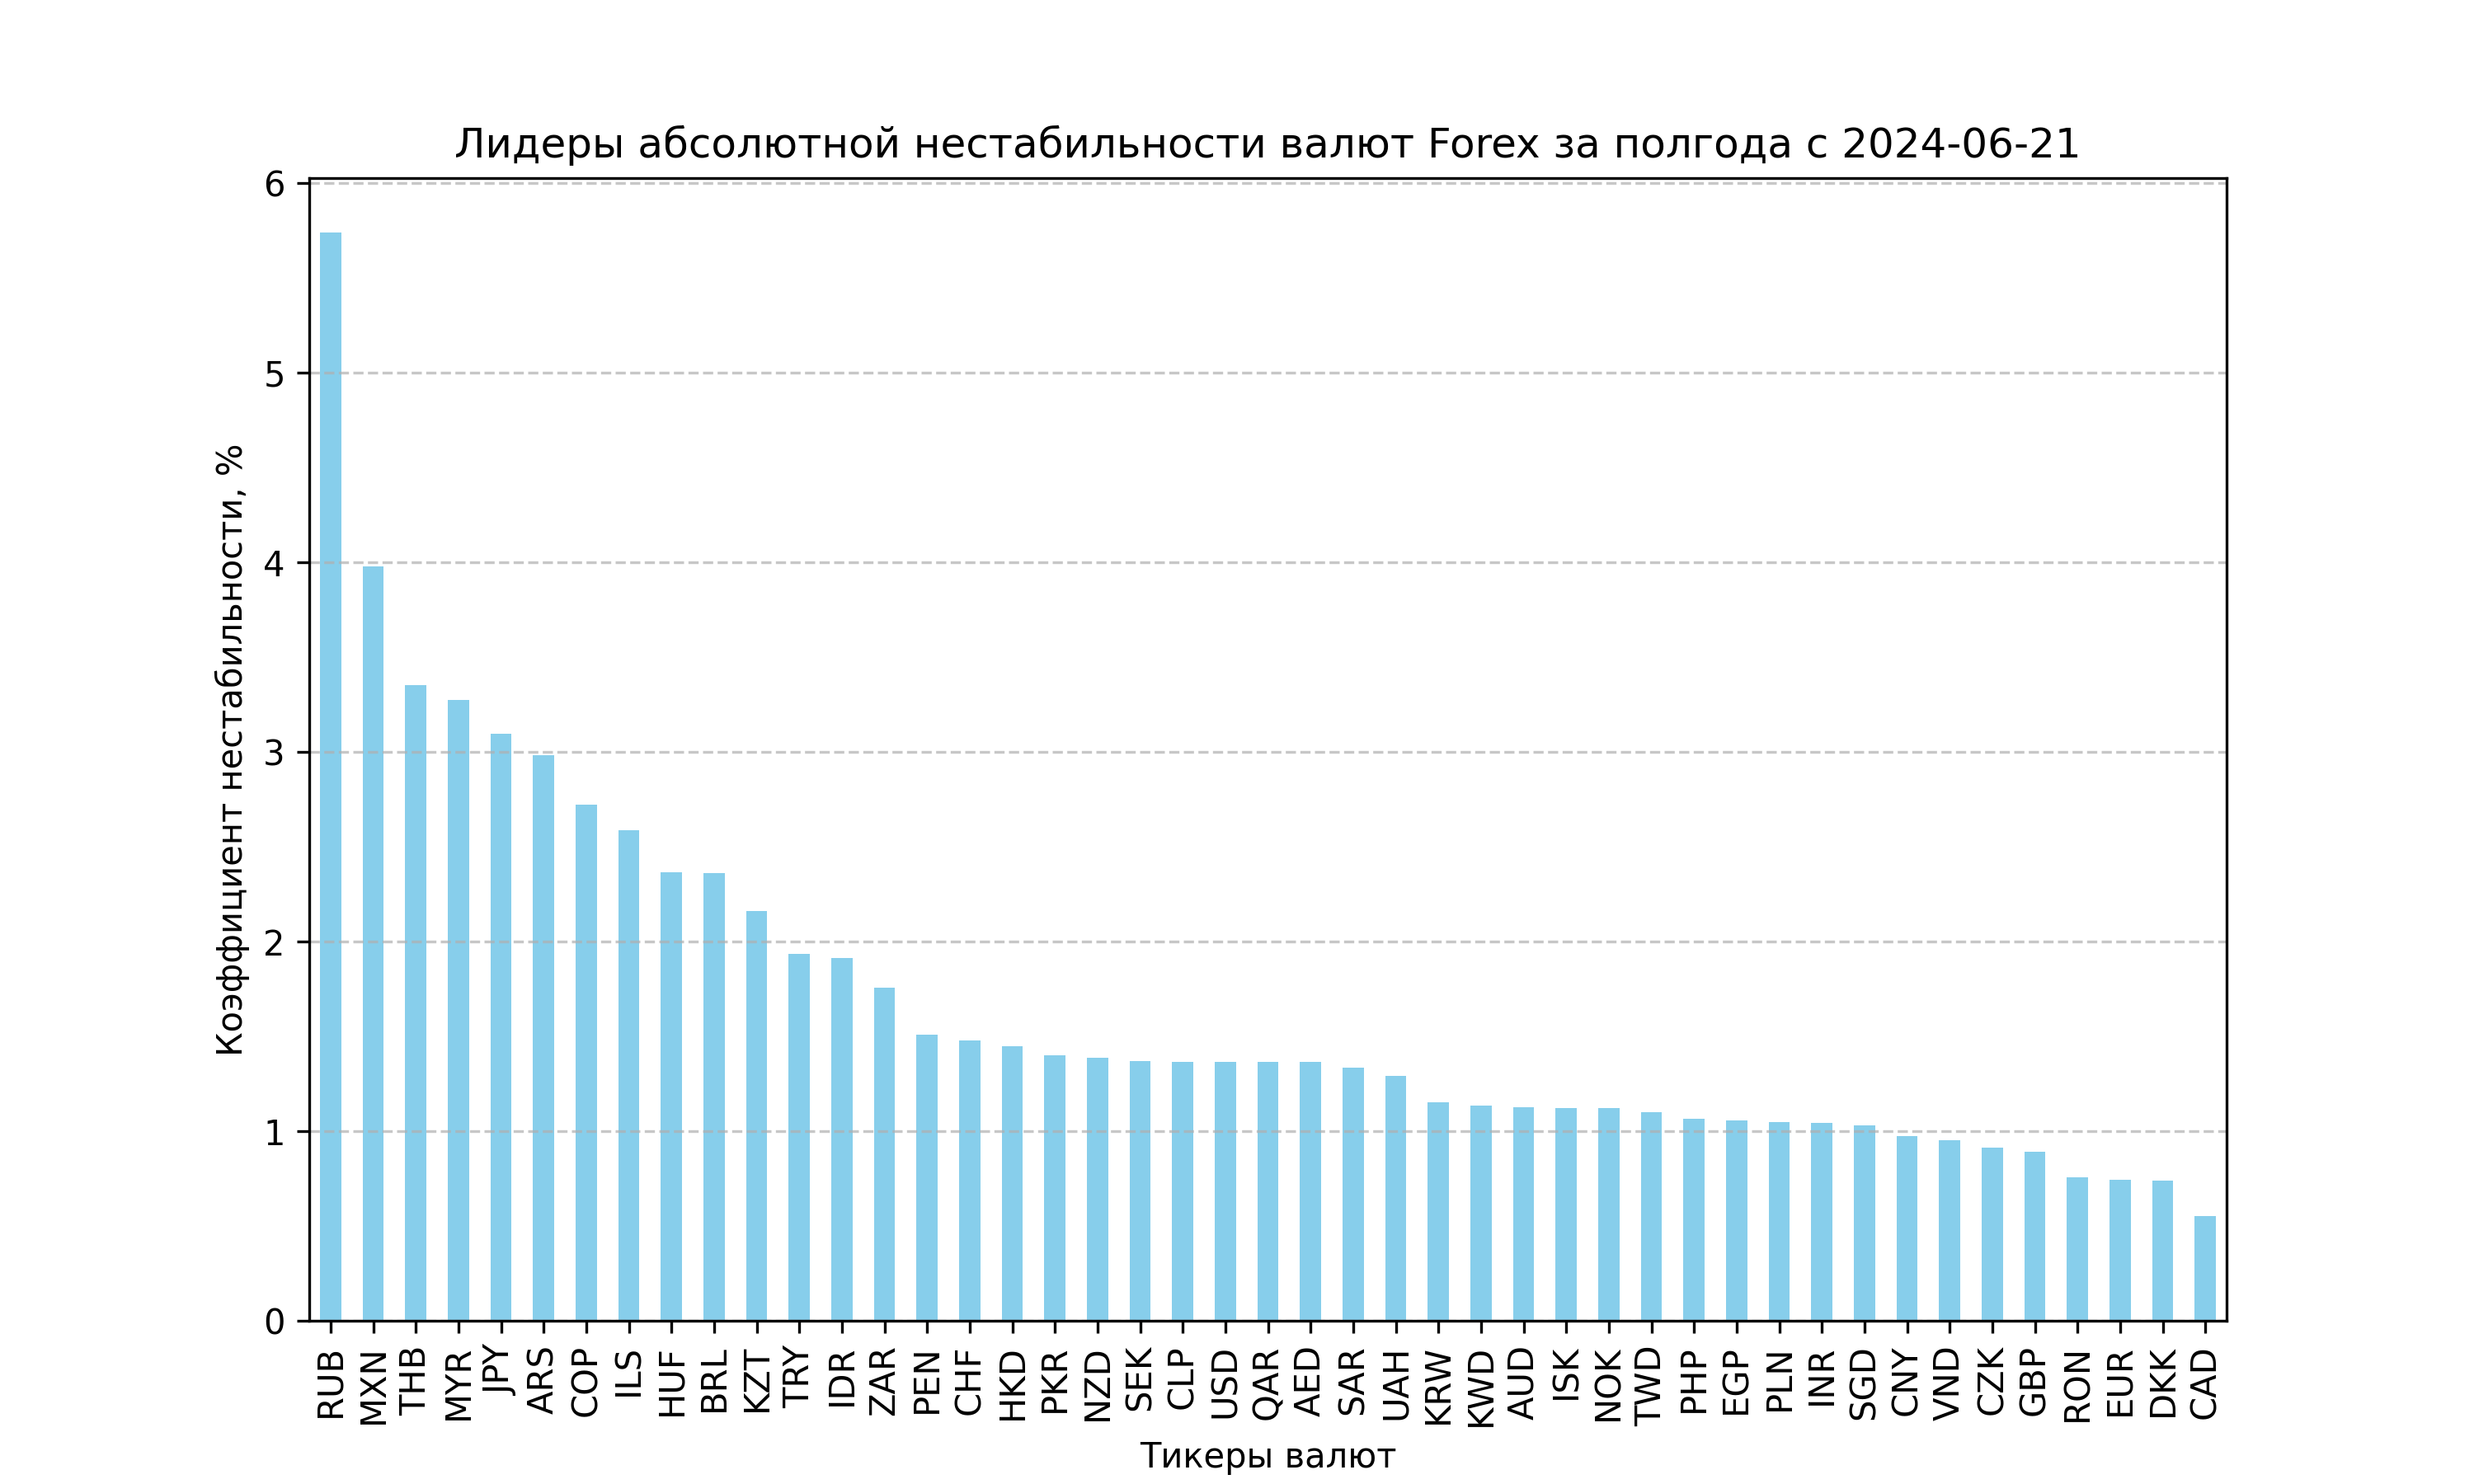 Лидеры абсолютной нестабильности валют Forex за полгода с 2024-06-21
Коэффициент нестабильности, %
6
5
4
3
2
1
0
RUB MXN THB MYR JPY ARS COP ILS HUF BRL KZT TRY IDR ZAR PEN CHF HKD PKR NZD SEK CLP USD QAR AED SAR UAH KRW KWD AUD ISK NOK TWD PHP EGP PLN INR SGD CNY VND CZK GBP RON EUR DKK CAD
Тикеры валют